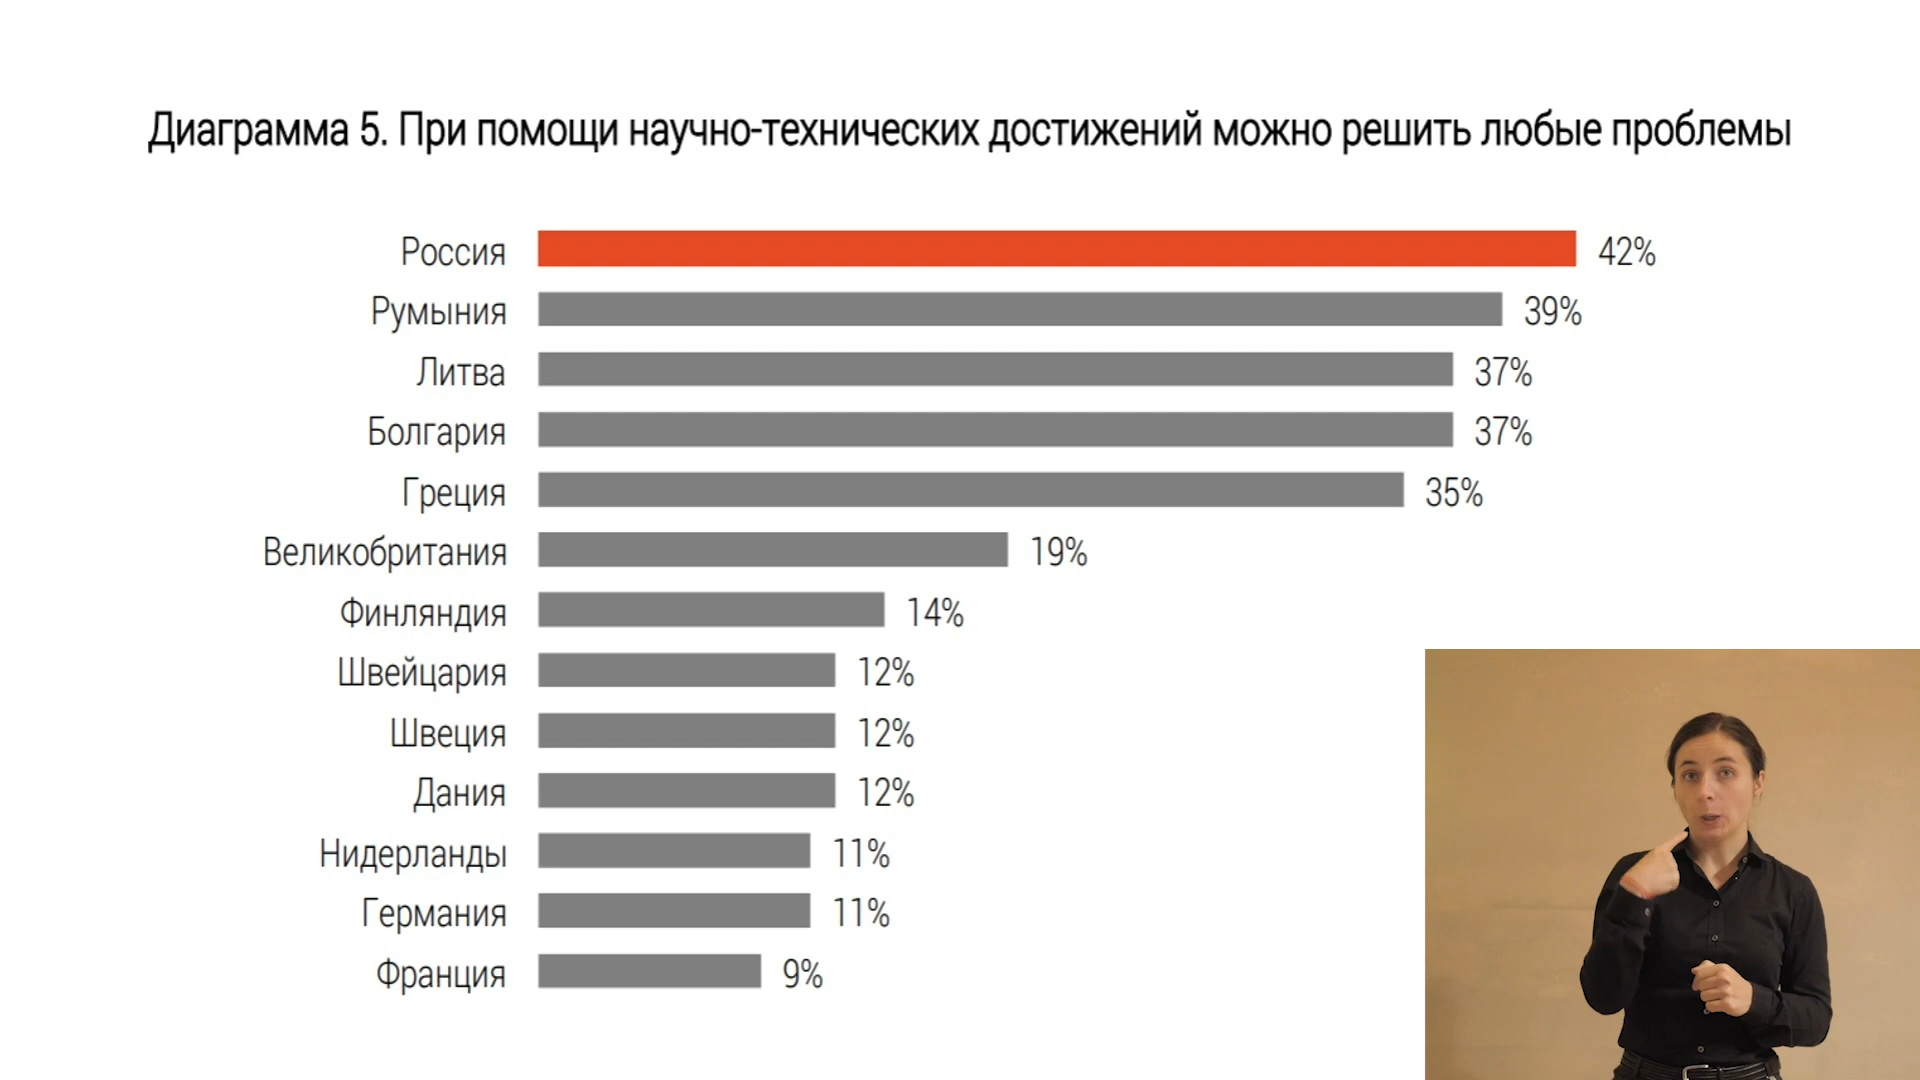 Диаграмма 5. При помощи научно-технических достижений можно решить любые проблемы
Россия 42%
Румыния 39%
Литва 37%
Болгария 37%
Греция 35%
Великобритания 19%
Финляндия 14%
Швейцария 12%
Швеция 12%
Дания 12%
Нидерланды 11%
Германия 11%
Франция 9%